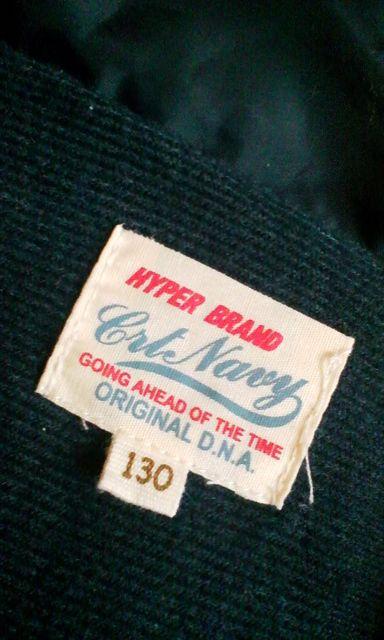 HYPER BRAND
Crt Navy
GOING AHEAD OF THE TIME
ORIGINAL D.N.A.
130